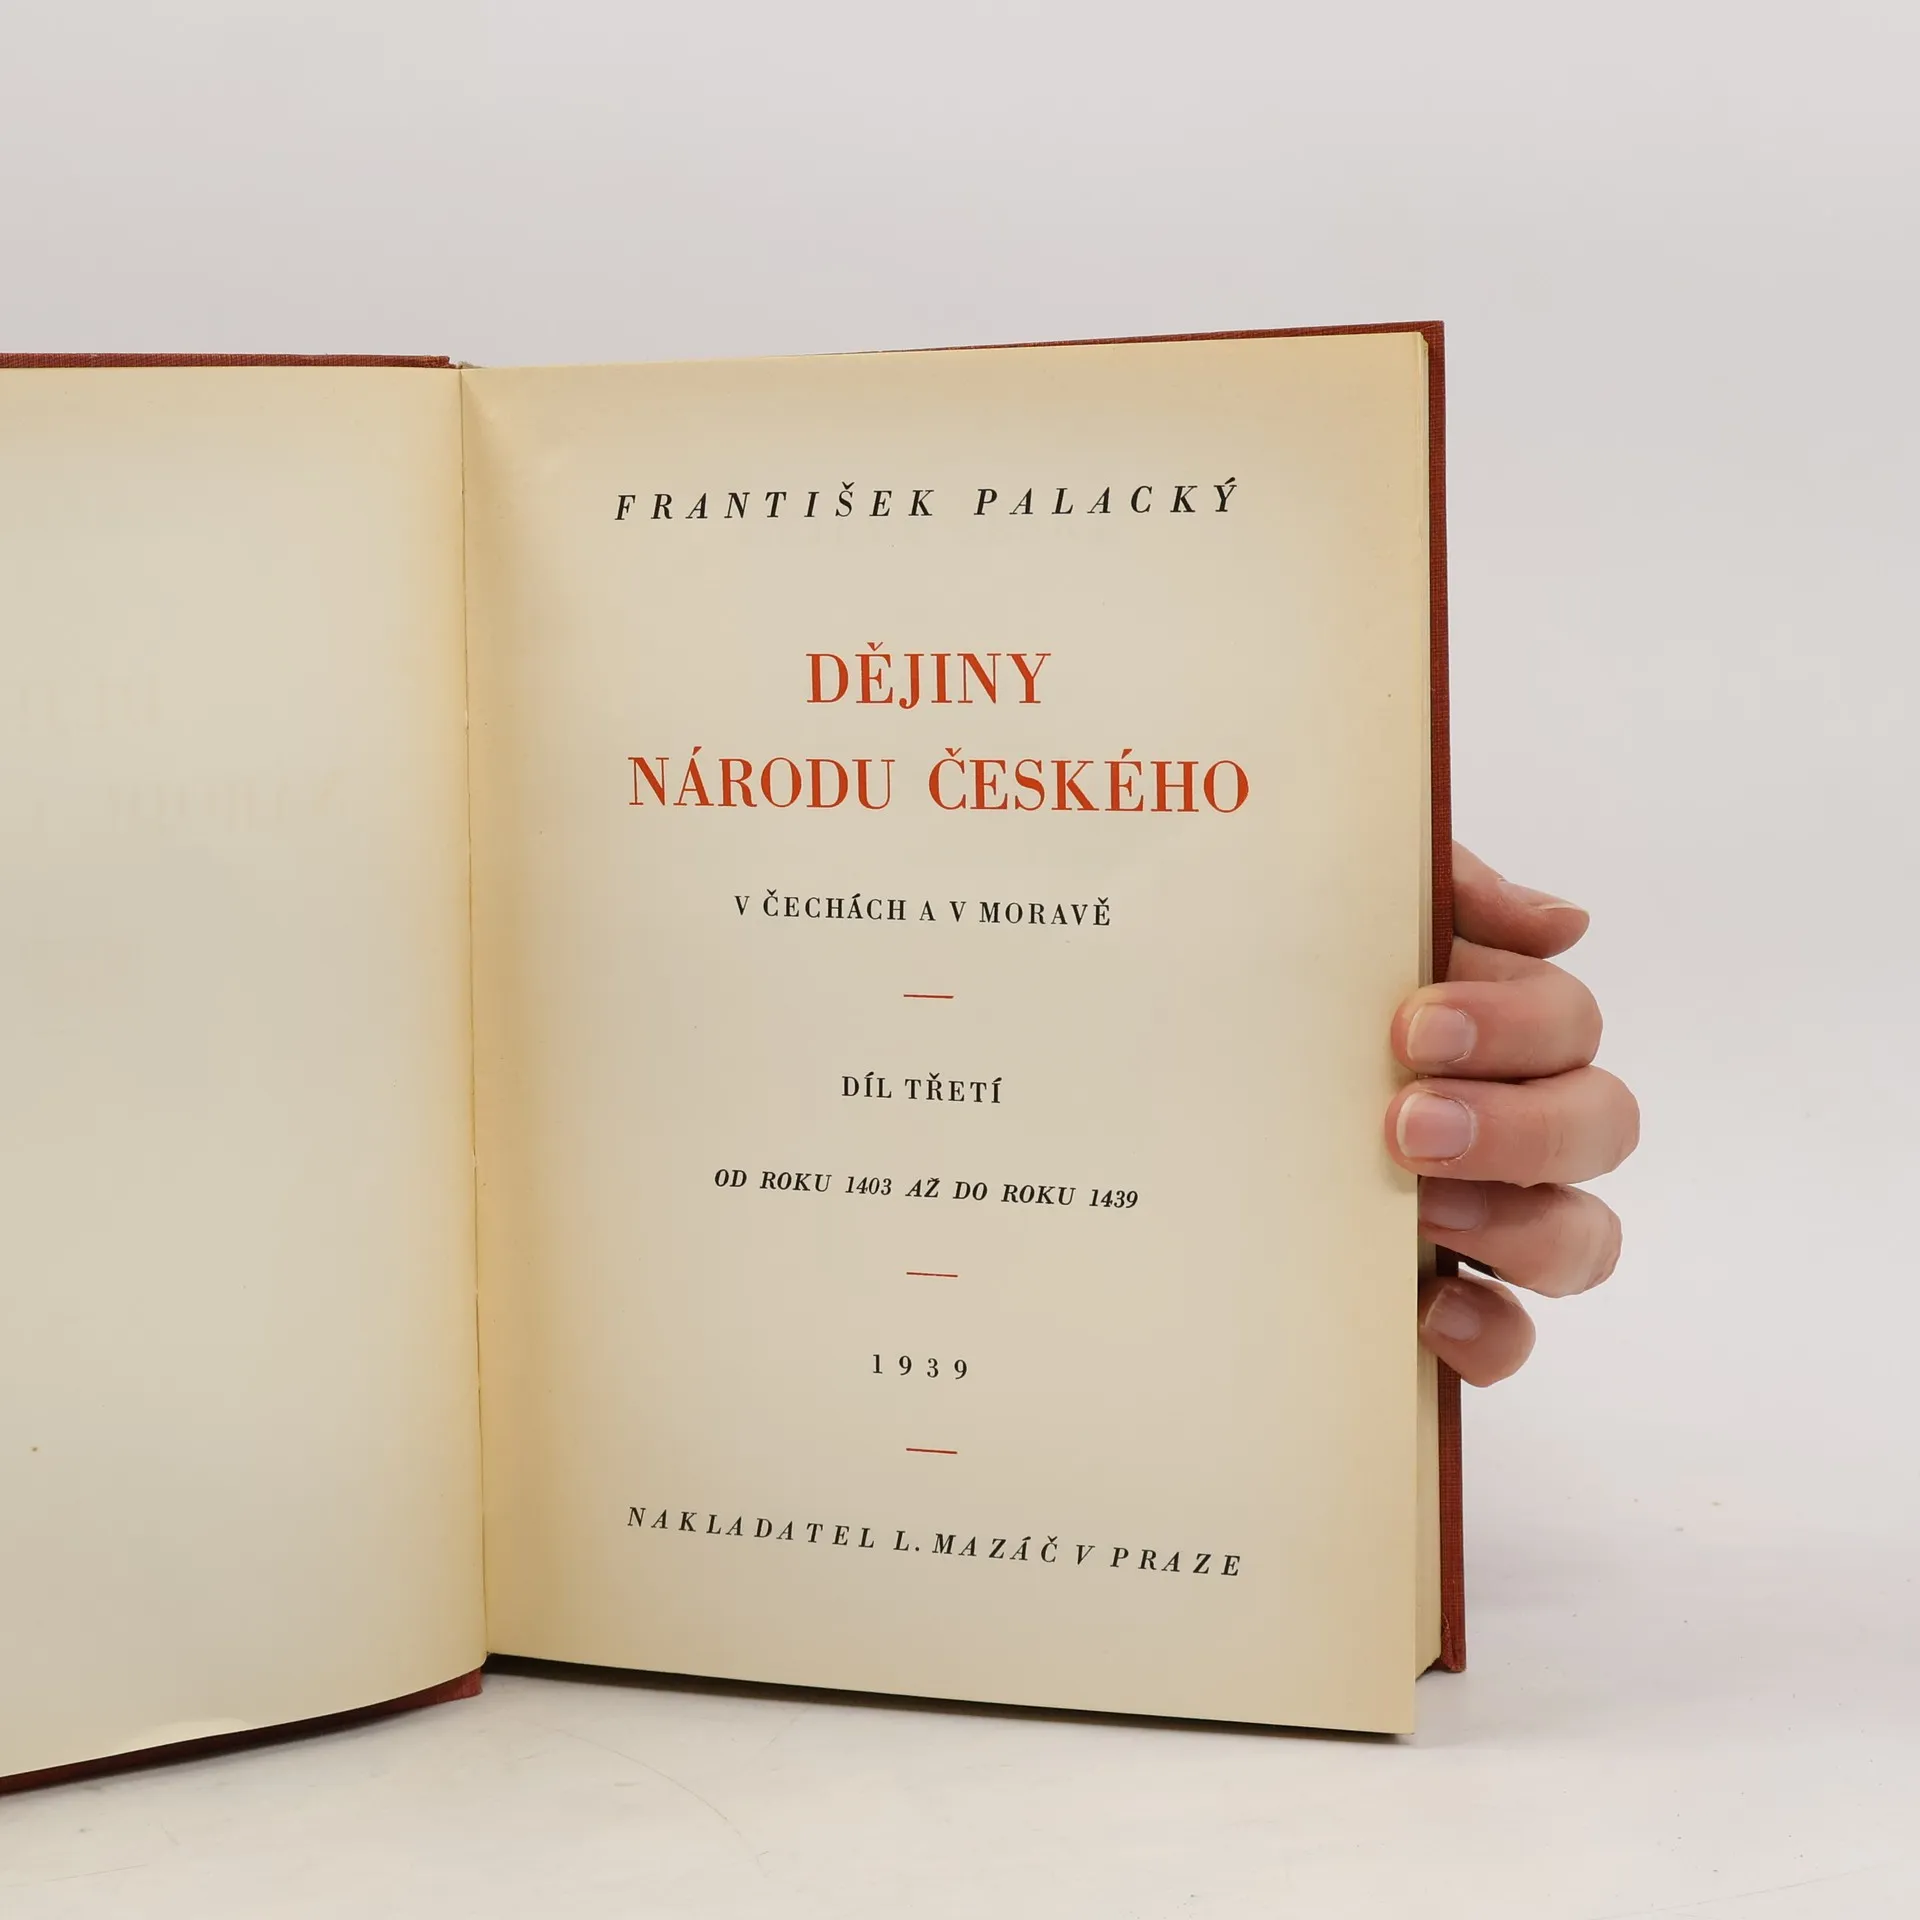 FRANTIŠEK PALACKÝ
DĚJINY
NÁRODU ČESKÉHO
V ČECHÁCH A V MORAVĚ
DÍL TŘETÍ
OD ROKU 1403 AŽ DO ROKU 1439
1939
NAKLADATEL L. MAZÁČ V PRAZE